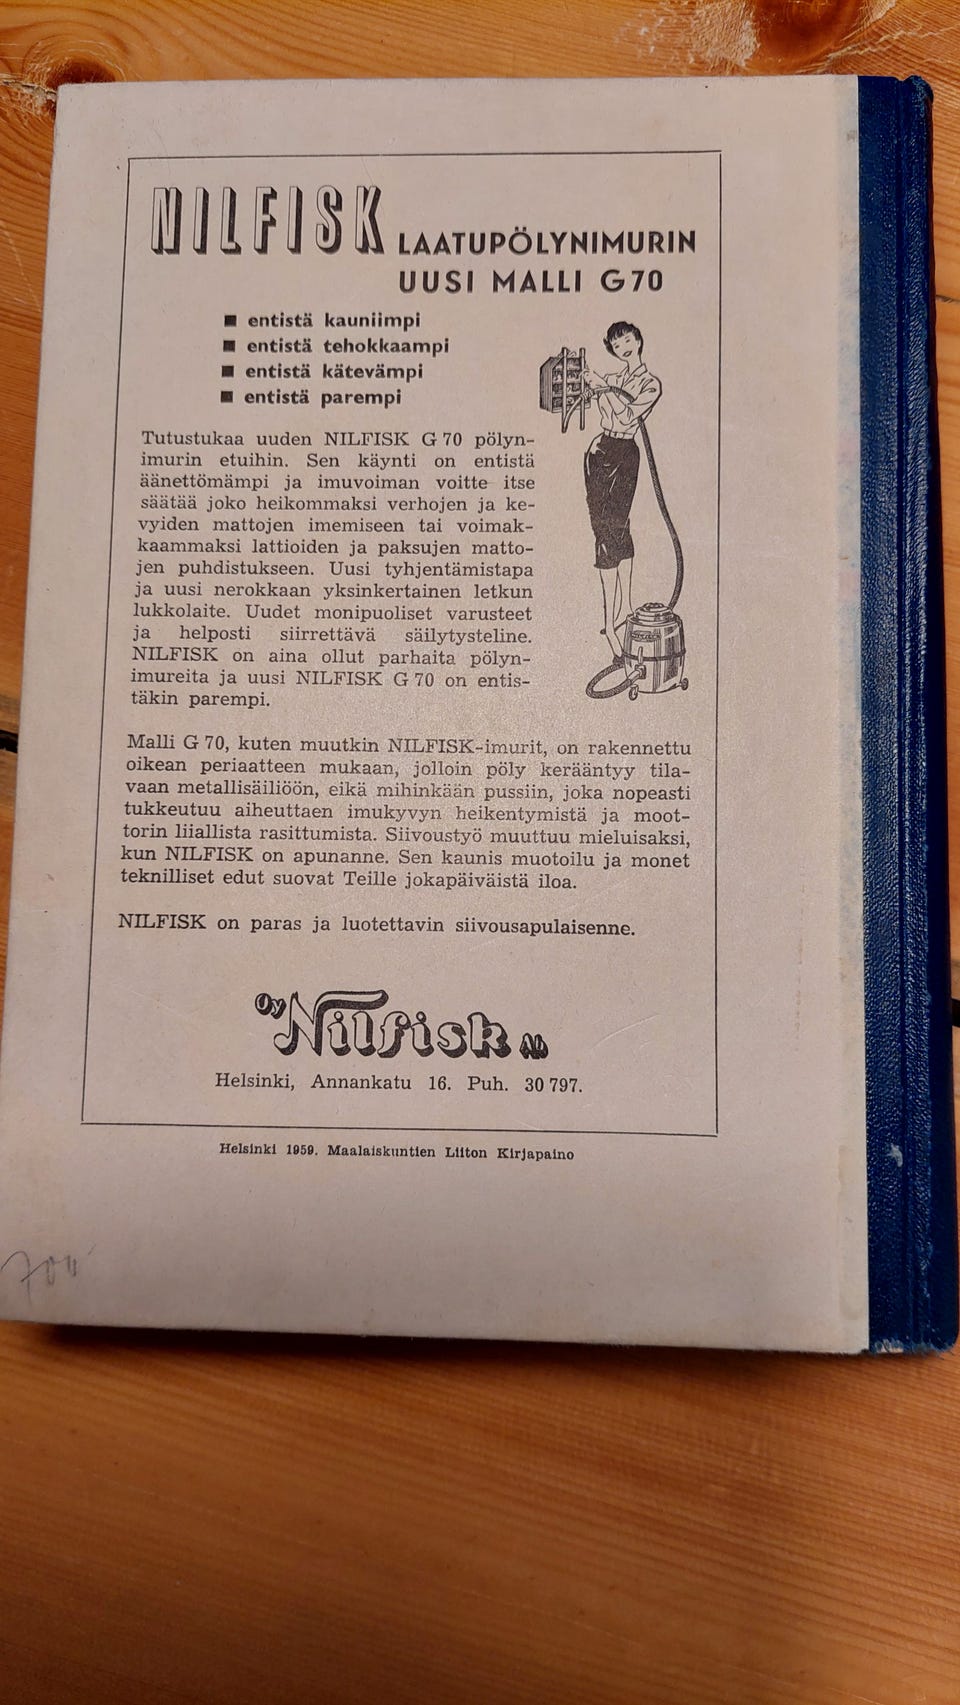 NILFISK LAATUPÖLYNIMURIN
UUSI MALLI G 70
■ entistä kauniimpi
■ entistä tehokkaampi
■ entistä kätevämpi
■ entistä parempi
Tutustukaa uuden NILFISK G 70 pölyn-
imurin etuihin. Sen käynti on entistä
äänettömämpi ja imuvoiman voitte itse
säätää joko heikommaksi verhojen ja ke-
vyiden mattojen imemiseen tai voimak-
kaammaksi lattioiden ja paksujen matto-
jen puhdistukseen. Uusi tyhjentämistapa
ja uusi nerokkaan yksinkertainen letkun
lukkolaite. Uudet monipuoliset varusteet
ja helposti siirrettävä säilytysteline.
NILFISK on aina ollut parhaita pölyn-
imureita ja uusi NILFISK G 70 on entis-
täkin parempi.
Malli G 70, kuten muutkin NILFISK-imurit, on rakennettu
oikean periaatteen mukaan, jolloin pöly kerääntyy tila-
vaan metallisäiliöön, eikä mihinkään pussiin, joka nopeasti
tukkeutuu aiheuttaen imukyvyn heikentymistä ja moot-
torin liiallista rasittumista. Siivoustyö muuttuu mieluisaksi,
kun NILFISK on apunanne. Sen kaunis muotoilu ja monet
teknilliset edut suovat Teille jokapäiväistä iloa.
NILFISK on paras ja luotettavin siivousapulaisenne.
Oy Nilfisk Ab
Helsinki, Annankatu 16. Puh. 30 797.
Helsinki 1959. Maalaiskuntien Liiton Kirjapaino